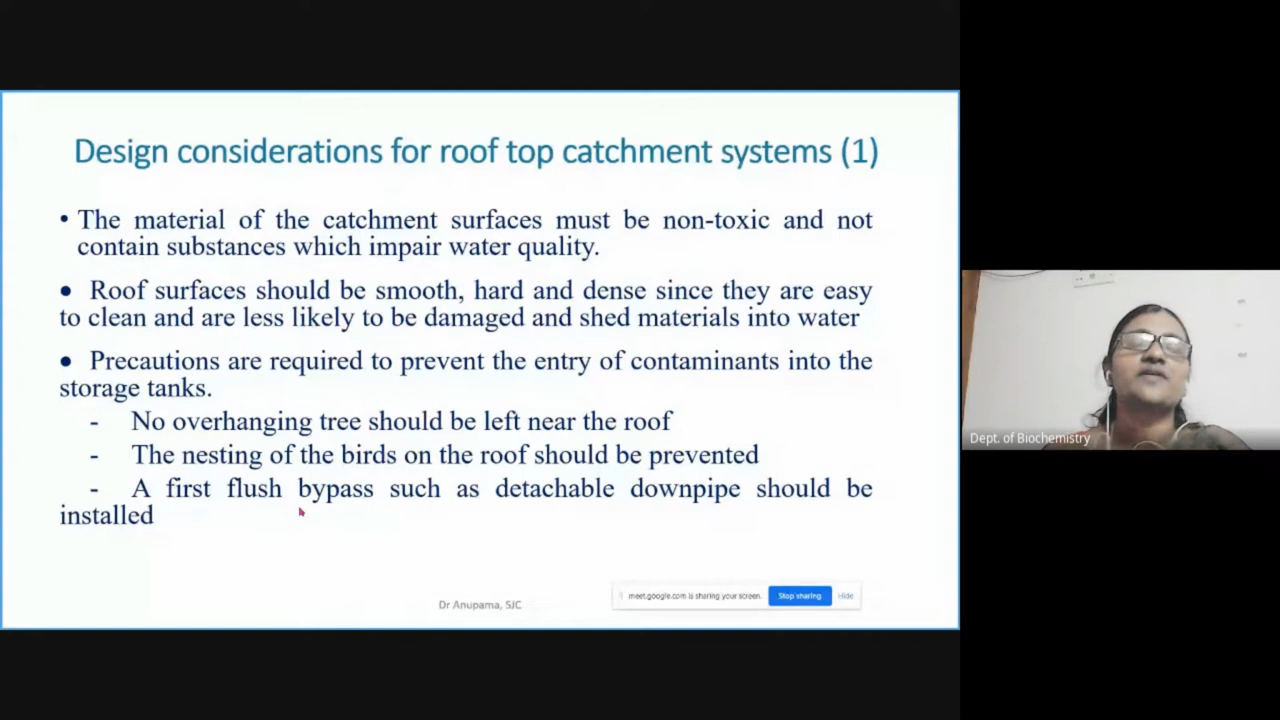 Design considerations for roof top catchment systems (1)
• The material of the catchment surfaces must be non-toxic and not
contain substances which impair water quality.
• Roof surfaces should be smooth, hard and dense since they are easy
to clean and are less likely to be damaged and shed materials into water
• Precautions are required to prevent the entry of contaminants into the
storage tanks.
- No overhanging tree should be left near the roof
- The nesting of the birds on the roof should be prevented
- A first flush bypass such as detachable downpipe should be
installed
Dr Anupama, SJC
meet.google.com is sharing your screen.
Stop sharing
Hide
Dept. of Biochemistry